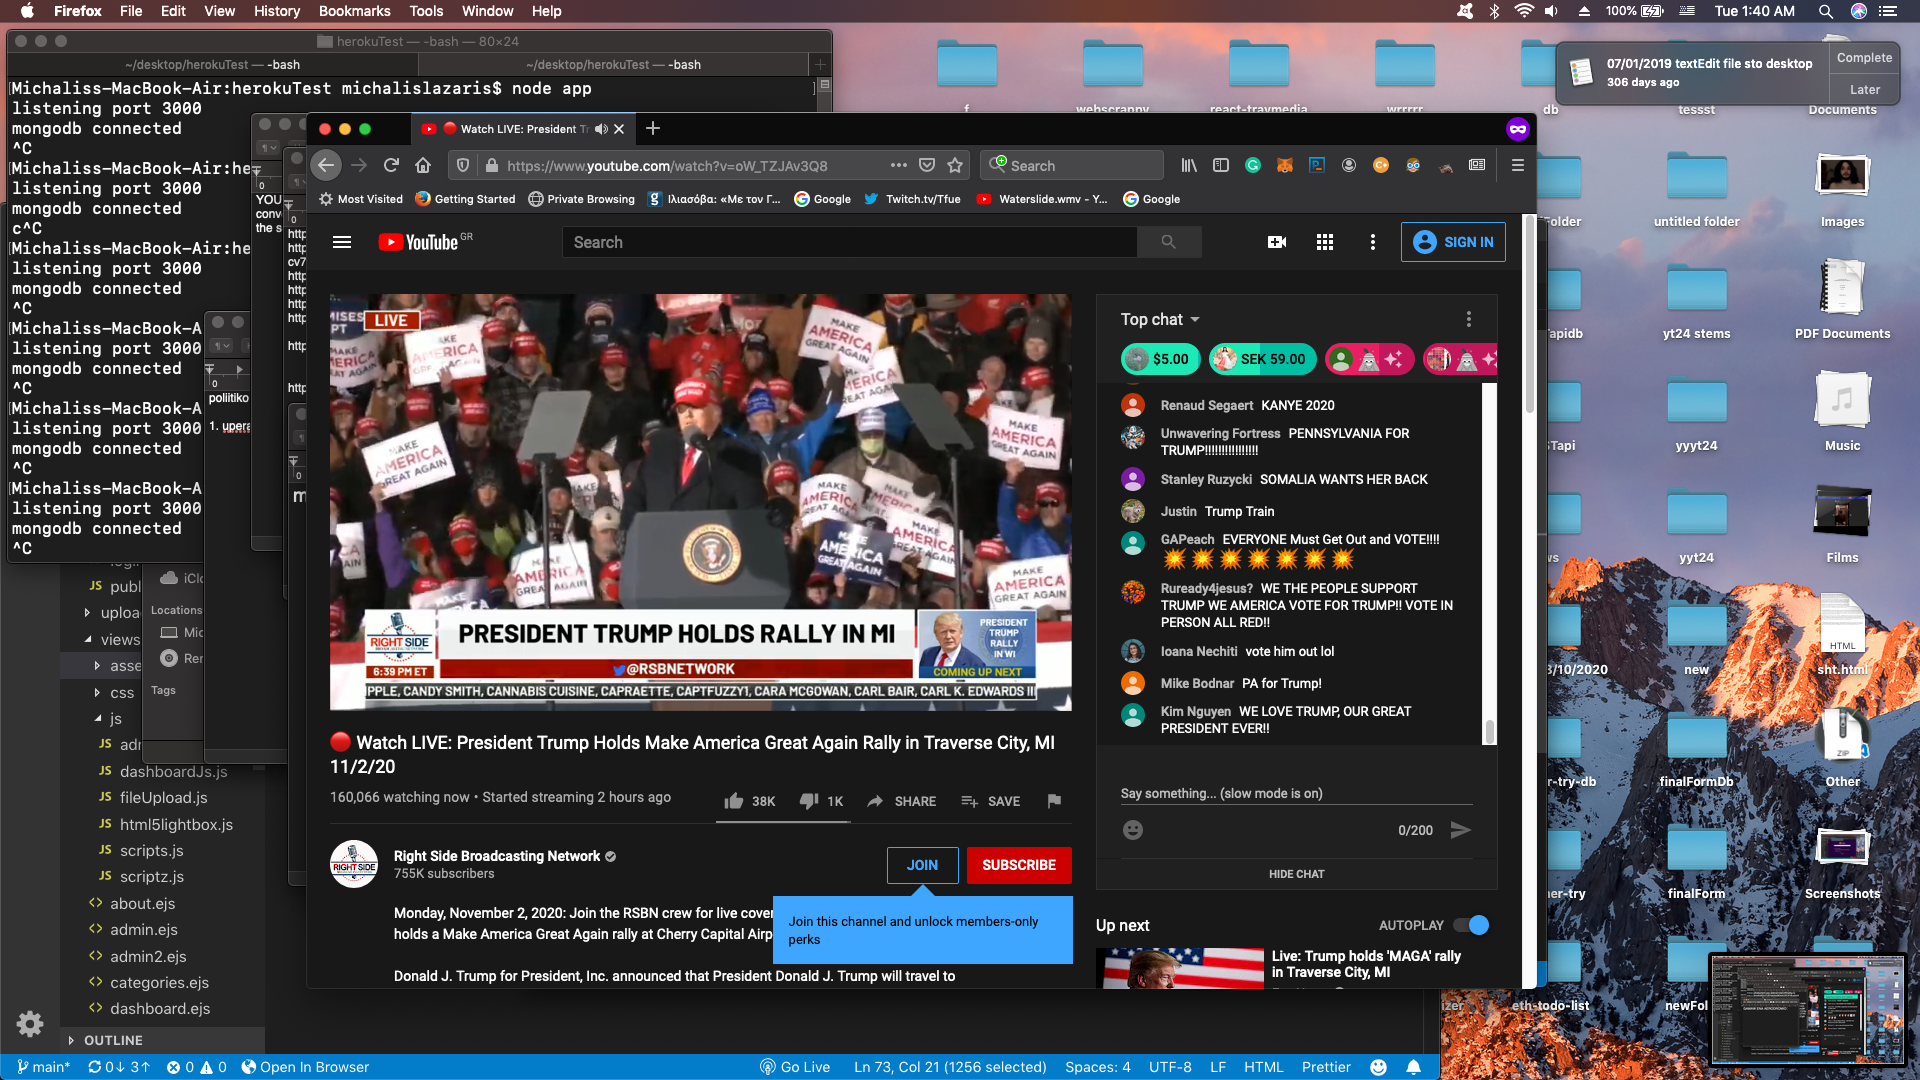 Firefox File Edit View History Bookmarks Tools Window Help
100% Tue 1:40 AM
herokuTest — -bash — 80×24
~/desktop/herokuTest — -bash
~/desktop/herokuTest — -bash
[Michaliss-MacBook-Air:herokuTest michalislazaris$ node app ]
listening port 3000
mongodb connected
^C
[Michaliss-MacBook-Air:he
listening port 3000
mongodb connected
c^C
[Michaliss-MacBook-Air:he
listening port 3000
mongodb connected
^C
[Michaliss-MacBook-A
listening port 3000
mongodb connected
^C
[Michaliss-MacBook-A
listening port 3000
mongodb connected
^C
[Michaliss-MacBook-A
listening port 3000
mongodb connected
^C
YOU
conv
the s
poliitiko
1. upera
iClo
Locations
Mic
Rer
Tags
JS publ
uploa
views
asse
css
js
JS adr
JS dashboardJs.js
JS fileUpload.js
JS html5lightbox.js
JS scripts.js
JS scriptz.js
<> about.ejs
<> admin.ejs
<> admin2.ejs
<> categories.ejs
<> dashboard.ejs
OUTLINE
main* 0↓ 3↑ 0 0 Open In Browser
Go Live Ln 73, Col 21 (1256 selected) Spaces: 4 UTF-8 LF HTML Prettier
Watch LIVE: President Tr
https://www.youtube.com/watch?v=oW_TZJAv3Q8
Search
Most Visited Getting Started Private Browsing Ιλιασόβα: «Με τον Γ... Google Twitch.tv/Tfue Waterslide.wmv - Y... Google
YouTube GR
Search
SIGN IN
LIVE
MAKE AMERICA GREAT AGAIN
PRESIDENT TRUMP HOLDS RALLY IN MI
RIGHT SIDE
BROADCASTING NETWORK
6:39 PM ET
@RSBNETWORK
PRESIDENT
TRUMP
RALLY
IN WI
COMING UP NEXT
IPPLE, CANDY SMITH, CANNABIS CUISINE, CAPRAETTE, CAPTFUZZY1, CARA MCGOWAN, CARL BAIR, CARL K. EDWARDS III
Watch LIVE: President Trump Holds Make America Great Again Rally in Traverse City, MI
11/2/20
160,066 watching now • Started streaming 2 hours ago
38K 1K SHARE SAVE
Right Side Broadcasting Network
755K subscribers
JOIN SUBSCRIBE
Join this channel and unlock members-only
perks
Monday, November 2, 2020: Join the RSBN crew for live cover
holds a Make America Great Again rally at Cherry Capital Airp
Donald J. Trump for President, Inc. announced that President Donald J. Trump will travel to
Top chat
$5.00 SEK 59.00
Renaud Segaert KANYE 2020
Unwavering Fortress PENNSYLVANIA FOR
TRUMP!!!!!!!!!!!!!!!!
Stanley Ruzycki SOMALIA WANTS HER BACK
Justin Trump Train
GAPeach EVERYONE Must Get Out and VOTE!!!!
💥💥💥💥💥💥💥
Ruready4jesus? WE THE PEOPLE SUPPORT
TRUMP WE AMERICA VOTE FOR TRUMP!! VOTE IN
PERSON ALL RED!!
Ioana Nechiti vote him out lol
Mike Bodnar PA for Trump!
Kim Nguyen WE LOVE TRUMP, OUR GREAT
PRESIDENT EVER!!
Say something... (slow mode is on)
0/200
HIDE CHAT
Up next
AUTOPLAY
Live: Trump holds 'MAGA' rally
in Traverse City, MI
07/01/2019 textEdit file sto desktop
306 days ago
Complete
Later
f webscrappy react-travmedia wrrrrr db tessst Documents
Folder untitled folder Images
apidb yt24 stems PDF Documents
STapi yyyt24 Music
ws yyt24 Films
3/10/2020 new HTML sht.html
r-try-db finalFormDb ZIP Other
ner-try finalForm Screenshots
izer eth-todo-list newFol